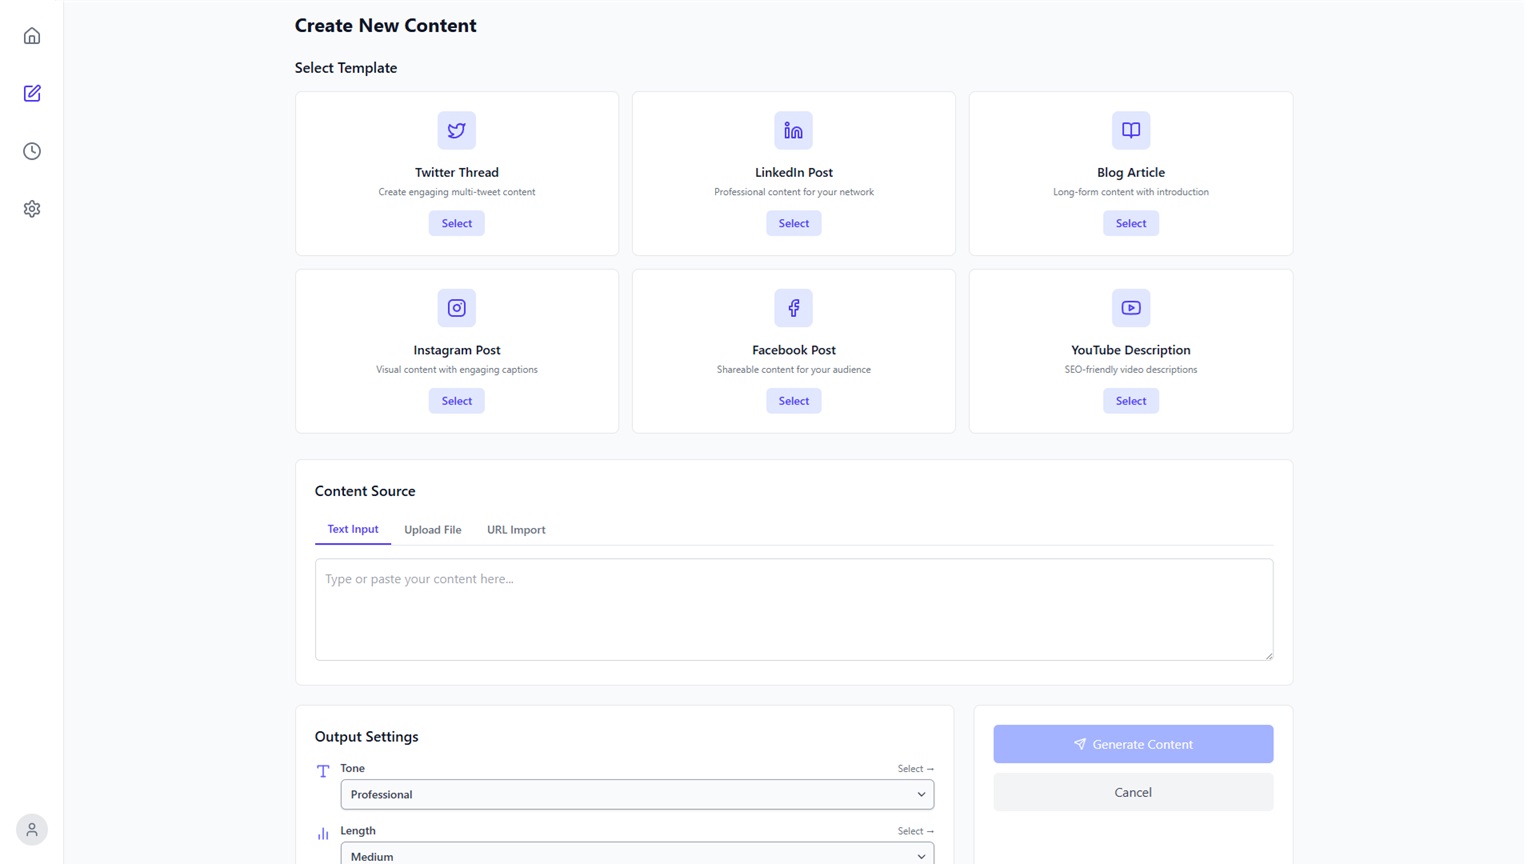 Create New Content
Select Template
Twitter Thread
Create engaging multi-tweet content
Select
LinkedIn Post
Professional content for your network
Select
Blog Article
Long-form content with introduction
Select
Instagram Post
Visual content with engaging captions
Select
Facebook Post
Shareable content for your audience
Select
YouTube Description
SEO-friendly video descriptions
Select
Content Source
Text Input
Upload File
URL Import
Type or paste your content here...
Output Settings
Tone
Select →
Professional
Length
Select →
Medium
Generate Content
Cancel